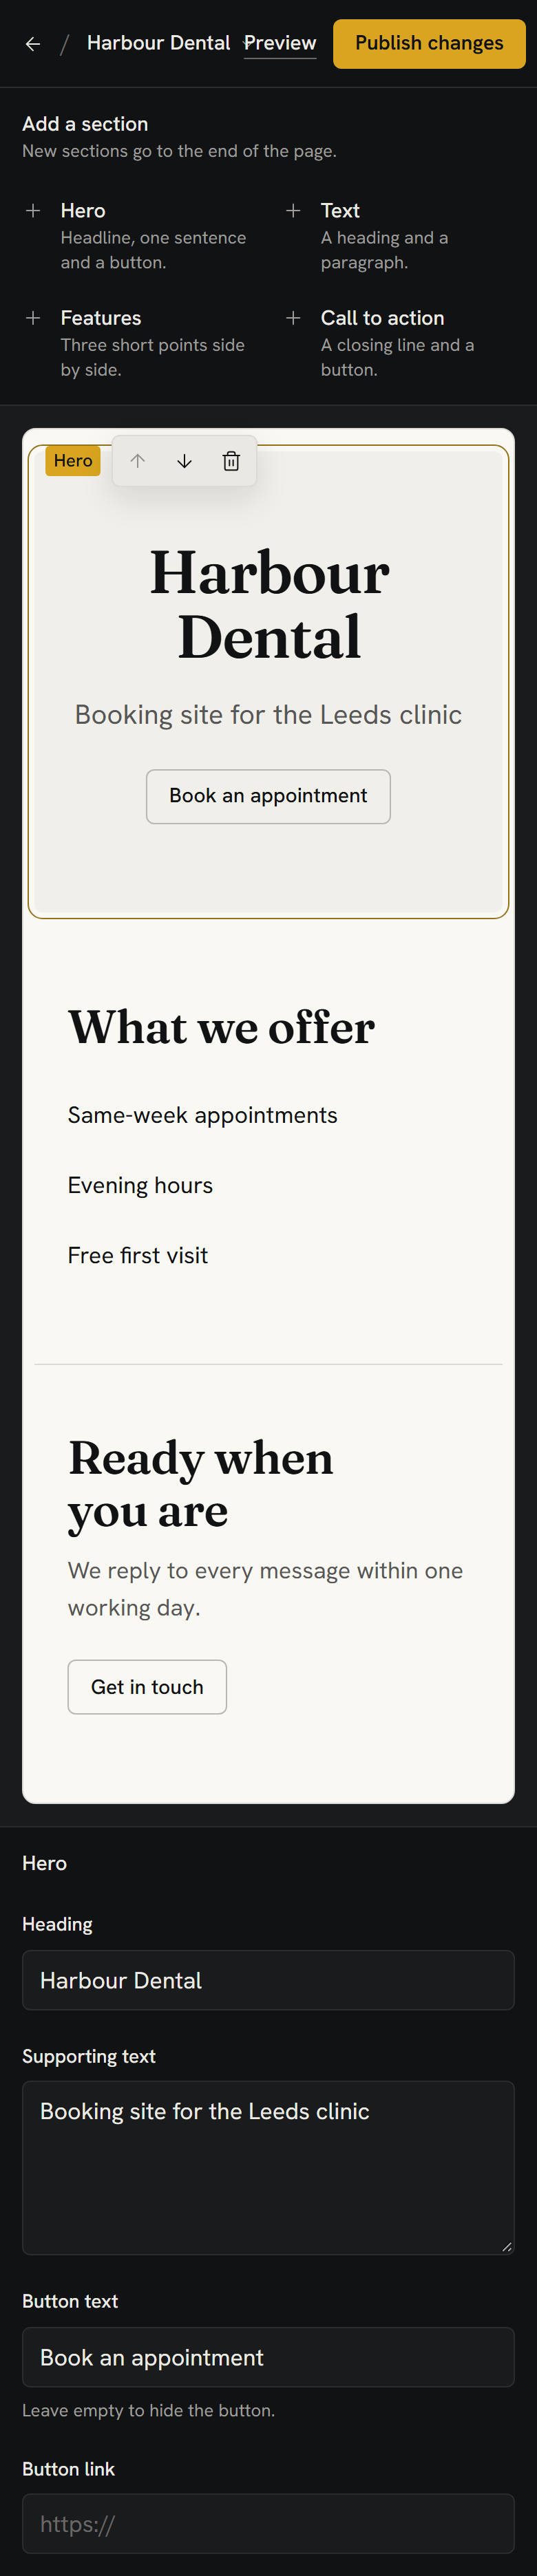 / Harbour Dental Preview Publish changes
Add a section
New sections go to the end of the page.
Hero
Headline, one sentence
and a button.
Text
A heading and a
paragraph.
Features
Three short points side
by side.
Call to action
A closing line and a
button.
Hero
Harbour
Dental
Booking site for the Leeds clinic
Book an appointment
What we offer
Same-week appointments
Evening hours
Free first visit
Ready when
you are
We reply to every message within one
working day.
Get in touch
Hero
Heading
Harbour Dental
Supporting text
Booking site for the Leeds clinic
Button text
Book an appointment
Leave empty to hide the button.
Button link
https://